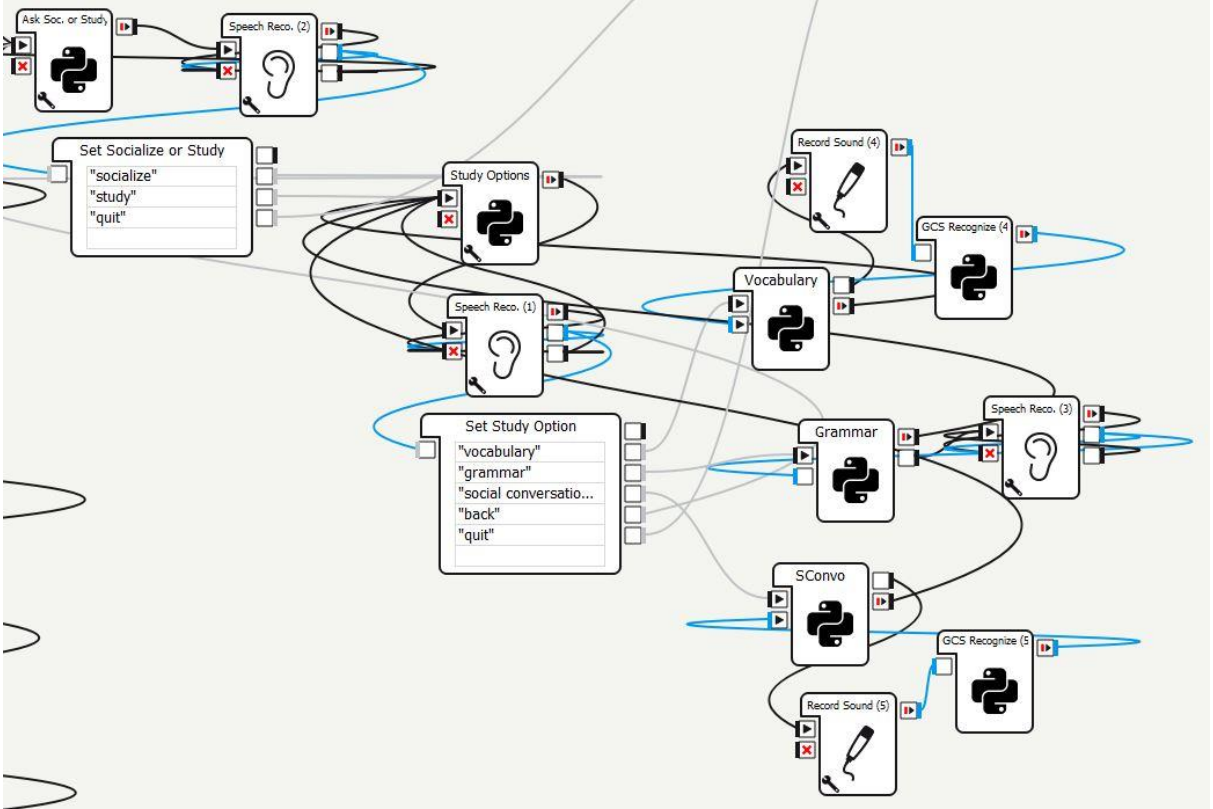 Ask Soc. or Study
Speech Reco. (2)
Set Socialize or Study
"socialize"
"study"
"quit"
Study Options
Record Sound (4)
GCS Recognize (4
Vocabulary
Speech Reco. (1)
Set Study Option
"vocabulary"
"grammar"
"social conversatio...
"back"
"quit"
Grammar
Speech Reco. (3)
SConvo
GCS Recognize (5
Record Sound (5)